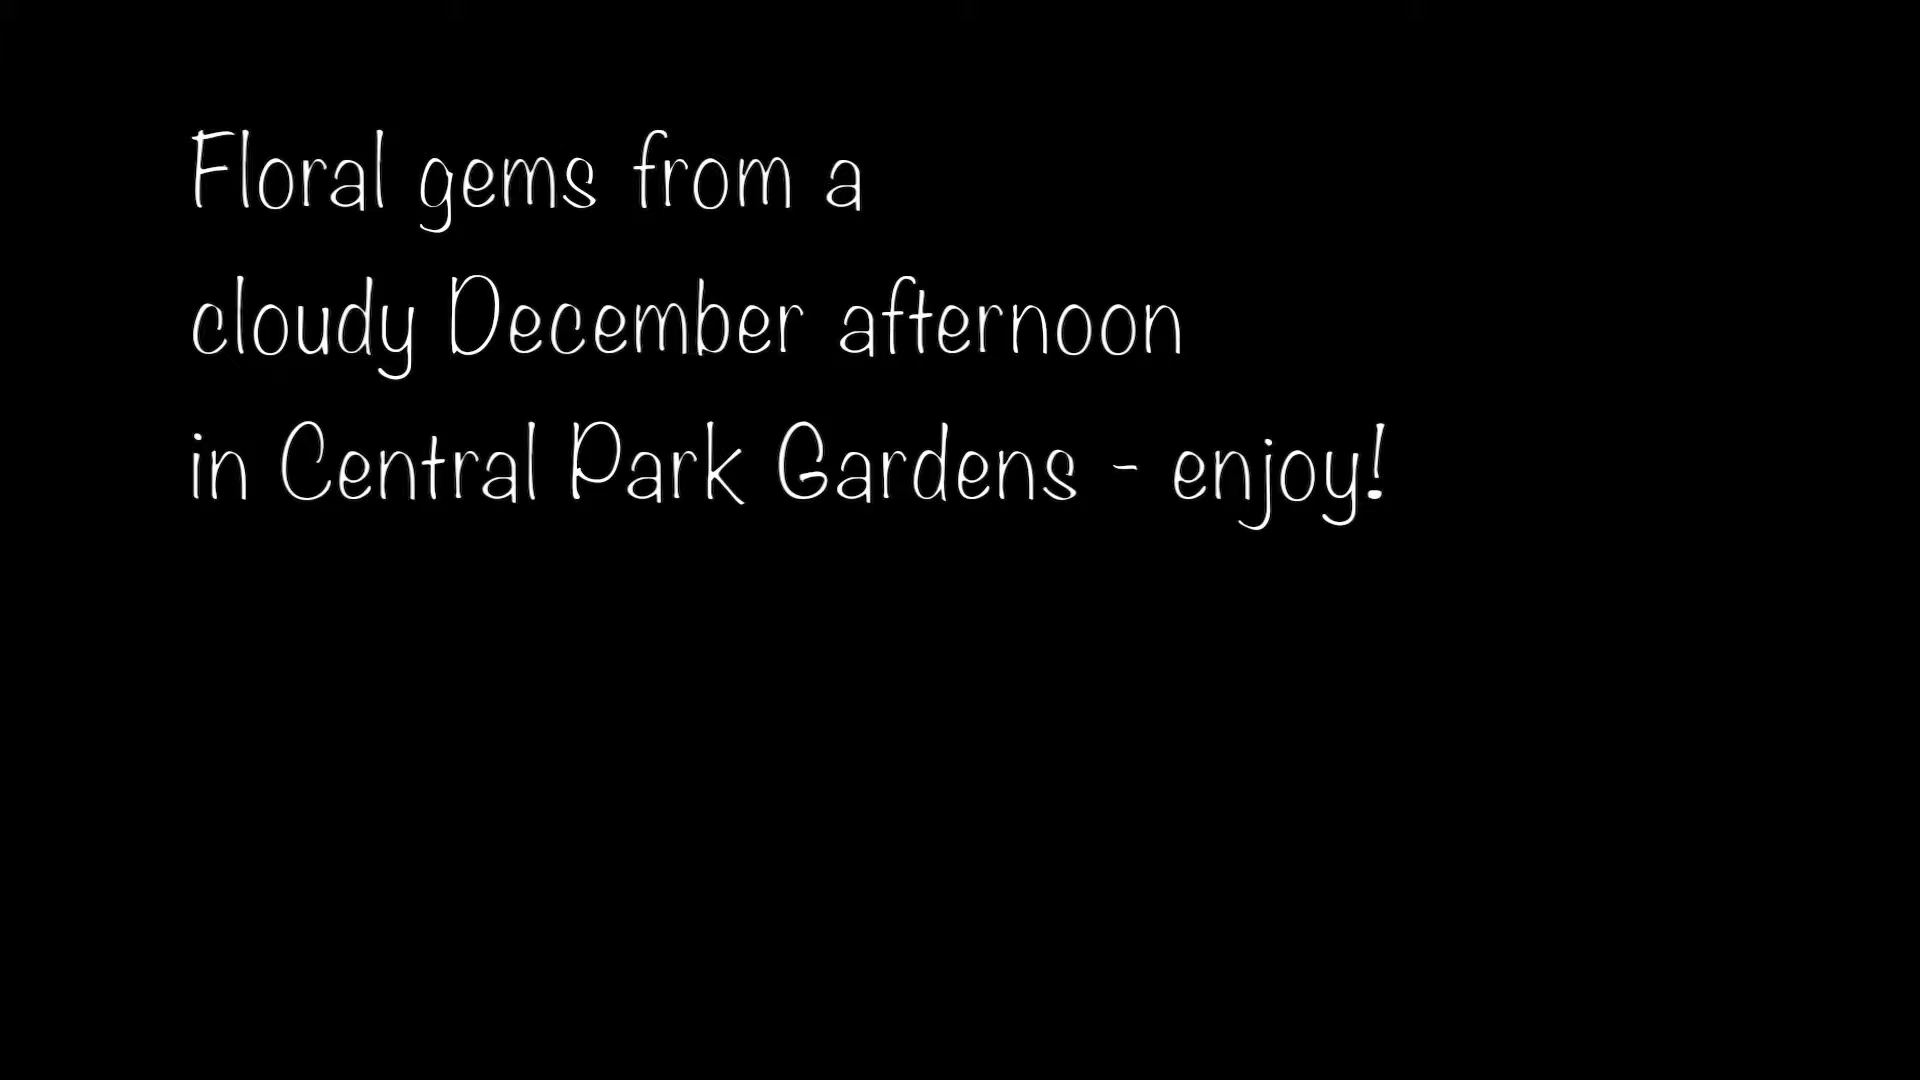 Floral gems from a
cloudy December afternoon
in Central Park Gardens - enjoy!